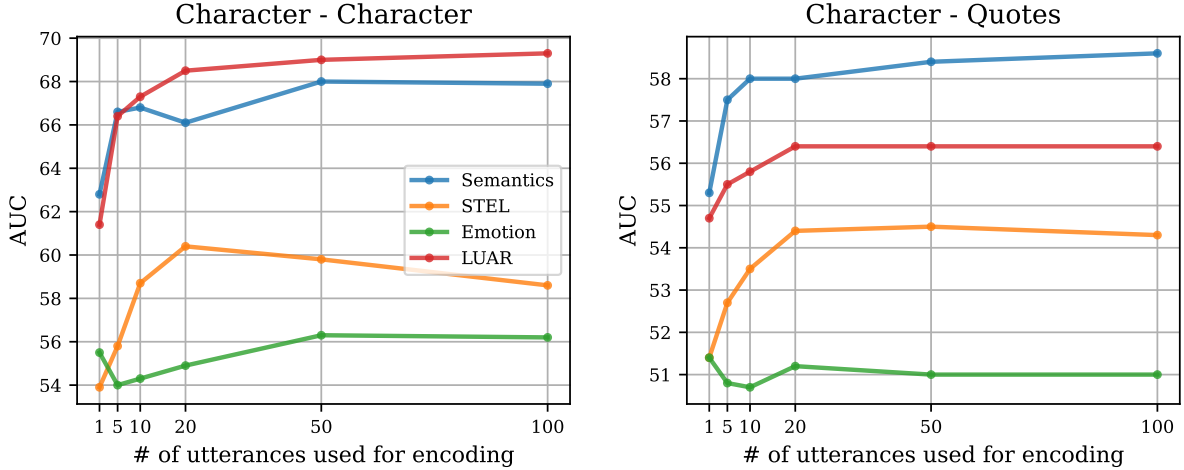 Character - Character
70
68
66
64
62
60
58
56
54
AUC
Semantics
STEL
Emotion
LUAR
1 5 10 20 50 100
# of utterances used for encoding
Character - Quotes
58
57
56
55
54
53
52
51
AUC
1 5 10 20 50 100
# of utterances used for encoding